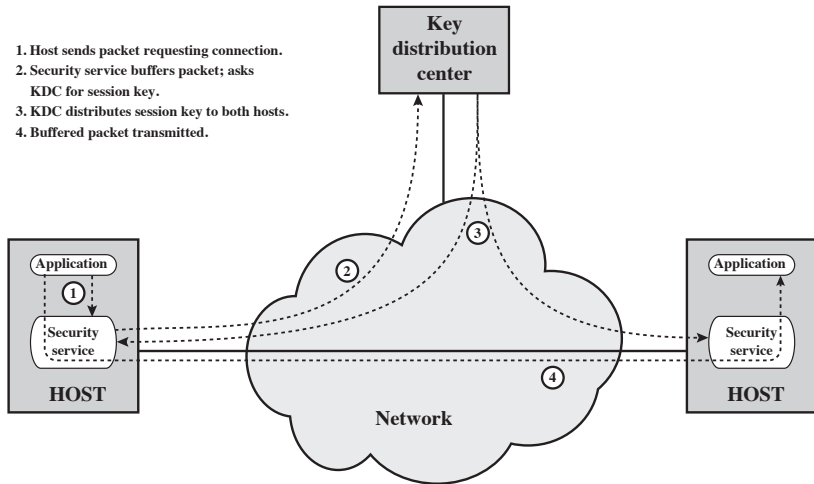 Key
distribution
center
1. Host sends packet requesting connection.
2. Security service buffers packet; asks
KDC for session key.
3. KDC distributes session key to both hosts.
4. Buffered packet transmitted.
3
2
Application
1
Security
service
HOST
Application
Security
service
HOST
4
Network